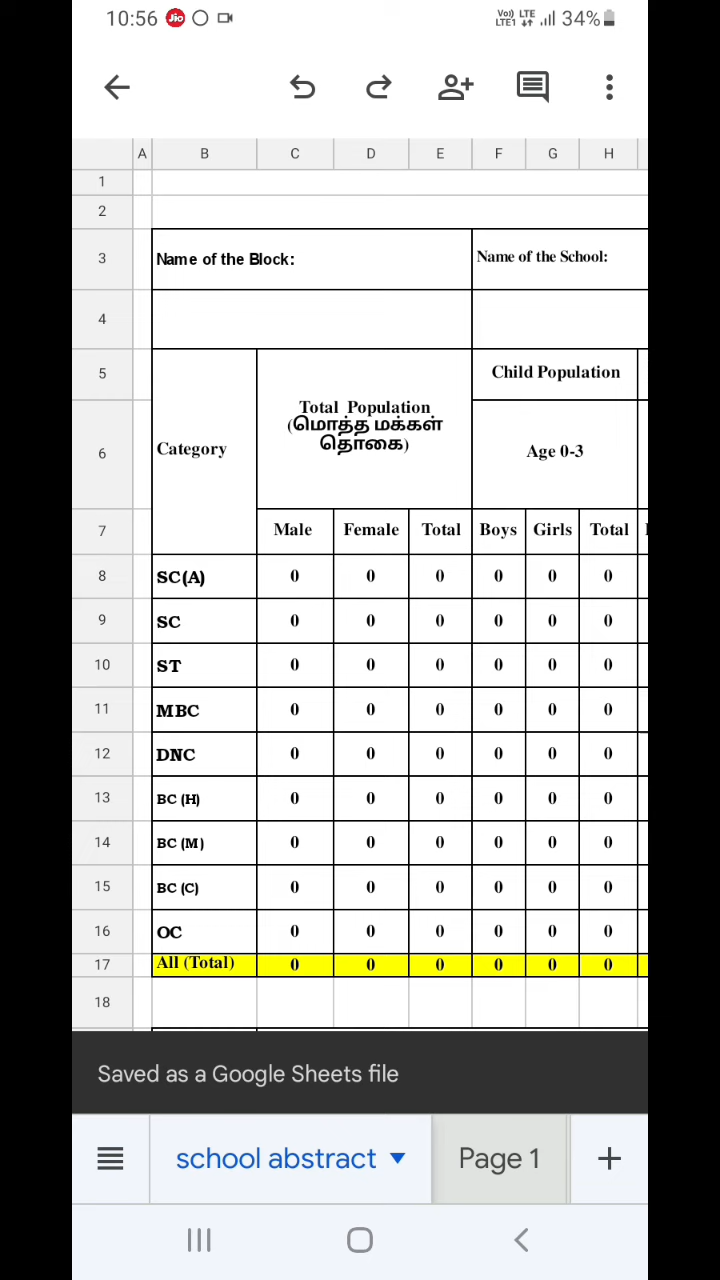 10:56 Jio Vo)) LTE LTE1 34%
A B C D E F G H
1
2
3 Name of the Block: Name of the School:
4
5 Child Population
Total Population
(மொத்த மக்கள்
தொகை)
6 Category Age 0-3
7 Male Female Total Boys Girls Total
8 SC(A) 0 0 0 0 0 0
9 SC 0 0 0 0 0 0
10 ST 0 0 0 0 0 0
11 MBC 0 0 0 0 0 0
12 DNC 0 0 0 0 0 0
13 BC (H) 0 0 0 0 0 0
14 BC (M) 0 0 0 0 0 0
15 BC (C) 0 0 0 0 0 0
16 OC 0 0 0 0 0 0
17 All (Total) 0 0 0 0 0 0
18
Saved as a Google Sheets file
school abstract Page 1